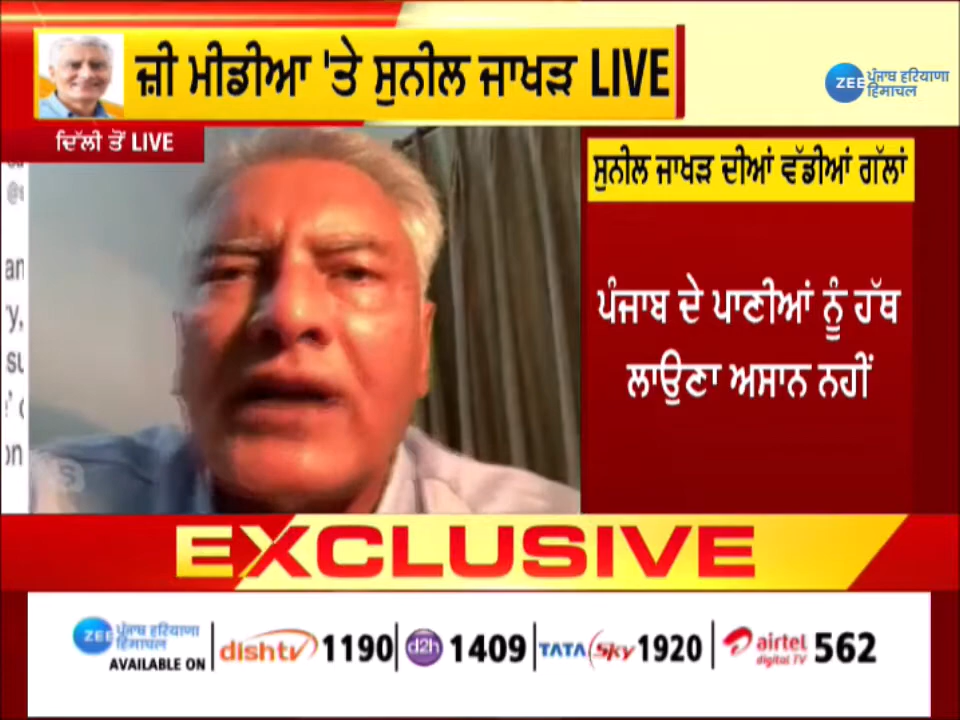 ਜ਼ੀ ਮੀਡੀਆ 'ਤੇ ਸੁਨੀਲ ਜਾਖੜ LIVE
ZEE ਪੰਜਾਬ ਹਰਿਆਣਾ
ਹਿਮਾਚਲ
ਦਿੱਲੀ ਤੋਂ LIVE
ਸੁਨੀਲ ਜਾਖੜ ਦੀਆਂ ਵੱਡੀਆਂ ਗੱਲਾਂ
ਪੰਜਾਬ ਦੇ ਪਾਣੀਆਂ ਨੂੰ ਹੱਥ
ਲਾਉਣਾ ਅਸਾਨ ਨਹੀਂ
EXCLUSIVE
ZEE ਪੰਜਾਬ ਹਰਿਆਣਾ
ਹਿਮਾਚਲ
AVAILABLE ON
dishtv 1190
d2h 1409
TATA Sky 1920
airtel
digital TV
562